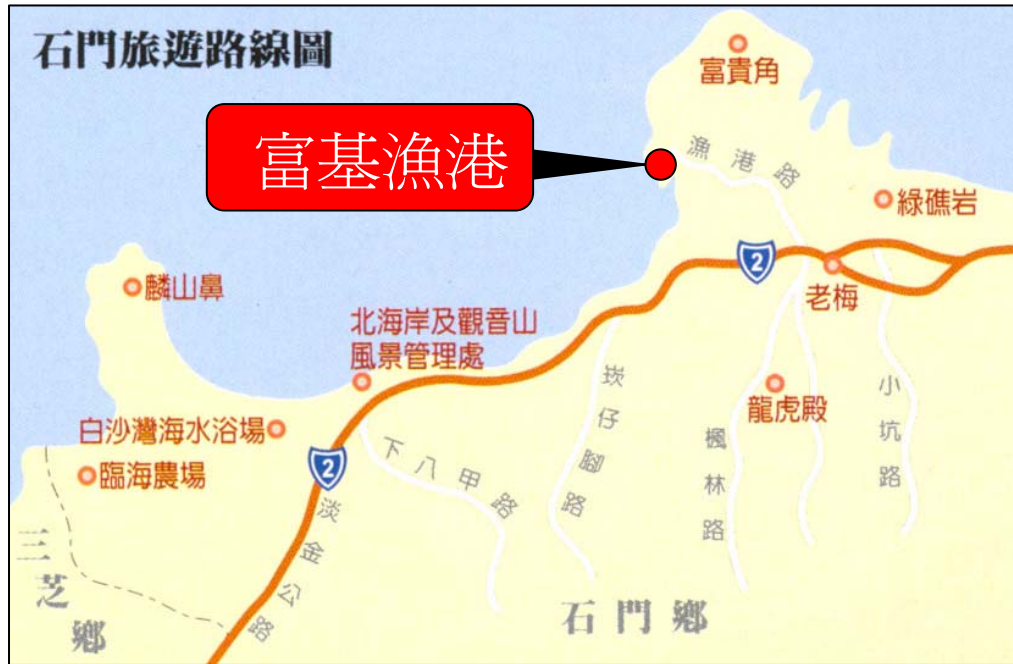 石門旅遊路線圖
富貴角
富基漁港
漁港路
綠礁岩
2
老梅
麟山鼻
北海岸及觀音山
風景管理處
崁仔腳路
龍虎殿
小坑路
楓林路
白沙灣海水浴場
2
下八甲路
臨海農場
淡金公路
三芝鄉
石門鄉